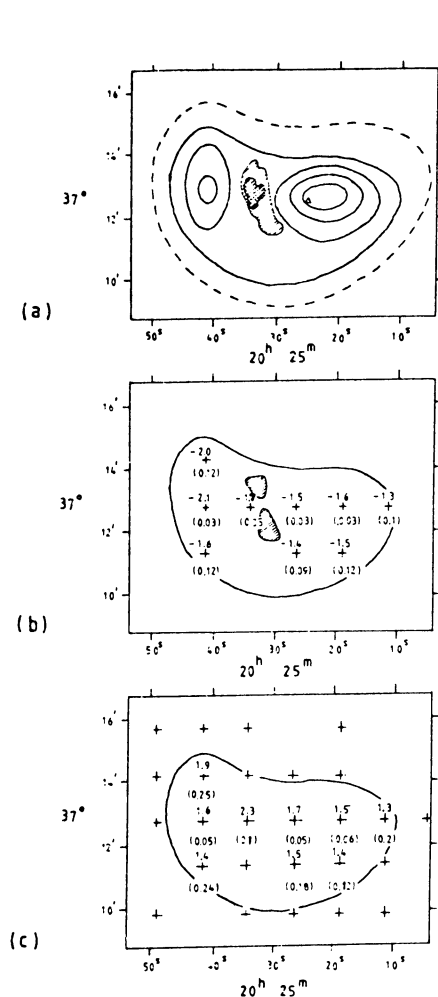 16'
14'
37°
12'
10'
(a)
50ˢ 40ˢ 30ˢ 20ˢ 10ˢ
20ʰ 25ᵐ
16'
-2.0
14'
(0.12)
37°
-2.1 -1.5 -1.6 -1.3
12'
(0.03) (0.03) (0.03) (0.1)
-1.6 -1.4 -1.5
10'
(0.12) (0.09) (0.12)
(b)
50ˢ 40ˢ 30ˢ 20ˢ 10ˢ
20ʰ 25ᵐ
16'
1.9
14'
(0.25)
37°
1.6 2.3 1.7 1.5 1.3
12'
(0.05) (0.05) (0.06) (0.2)
1.4 1.5 1.4
(0.24) (0.18) (0.12)
10'
(c)
50ˢ 40ˢ 30ˢ 20ˢ 10ˢ
20ʰ 25ᵐ